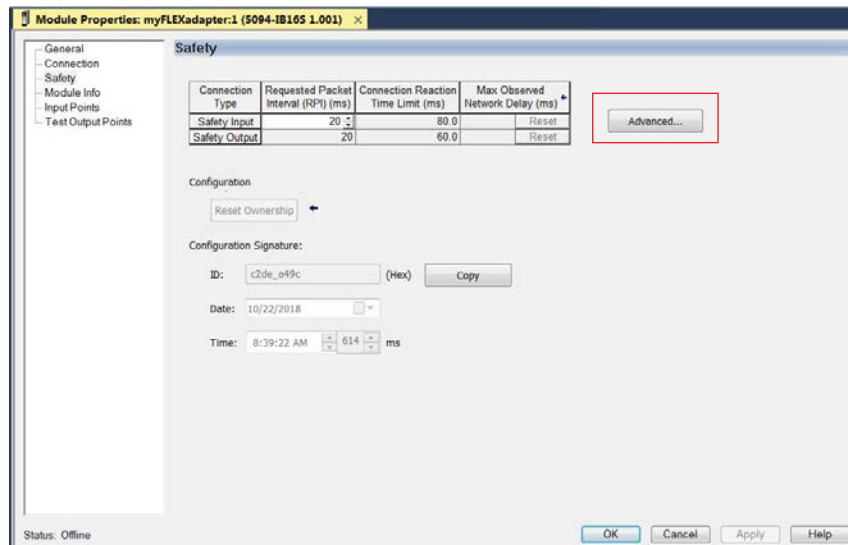 Module Properties: myFLEXadapter:1 (5094-IB16S 1.001) ×
General
Connection
Safety
Module Info
Input Points
Test Output Points
Safety
Connection Type Requested Packet Interval (RPI) (ms) Connection Reaction Time Limit (ms) Max Observed Network Delay (ms)
Safety Input 20 80.0 Reset
Safety Output 20 60.0 Reset
Advanced...
Configuration
Reset Ownership
Configuration Signature:
ID: c2de_a49c (Hex) Copy
Date: 10/22/2018
Time: 8:39:22 AM 614 ms
Status: Offline
OK Cancel Apply Help